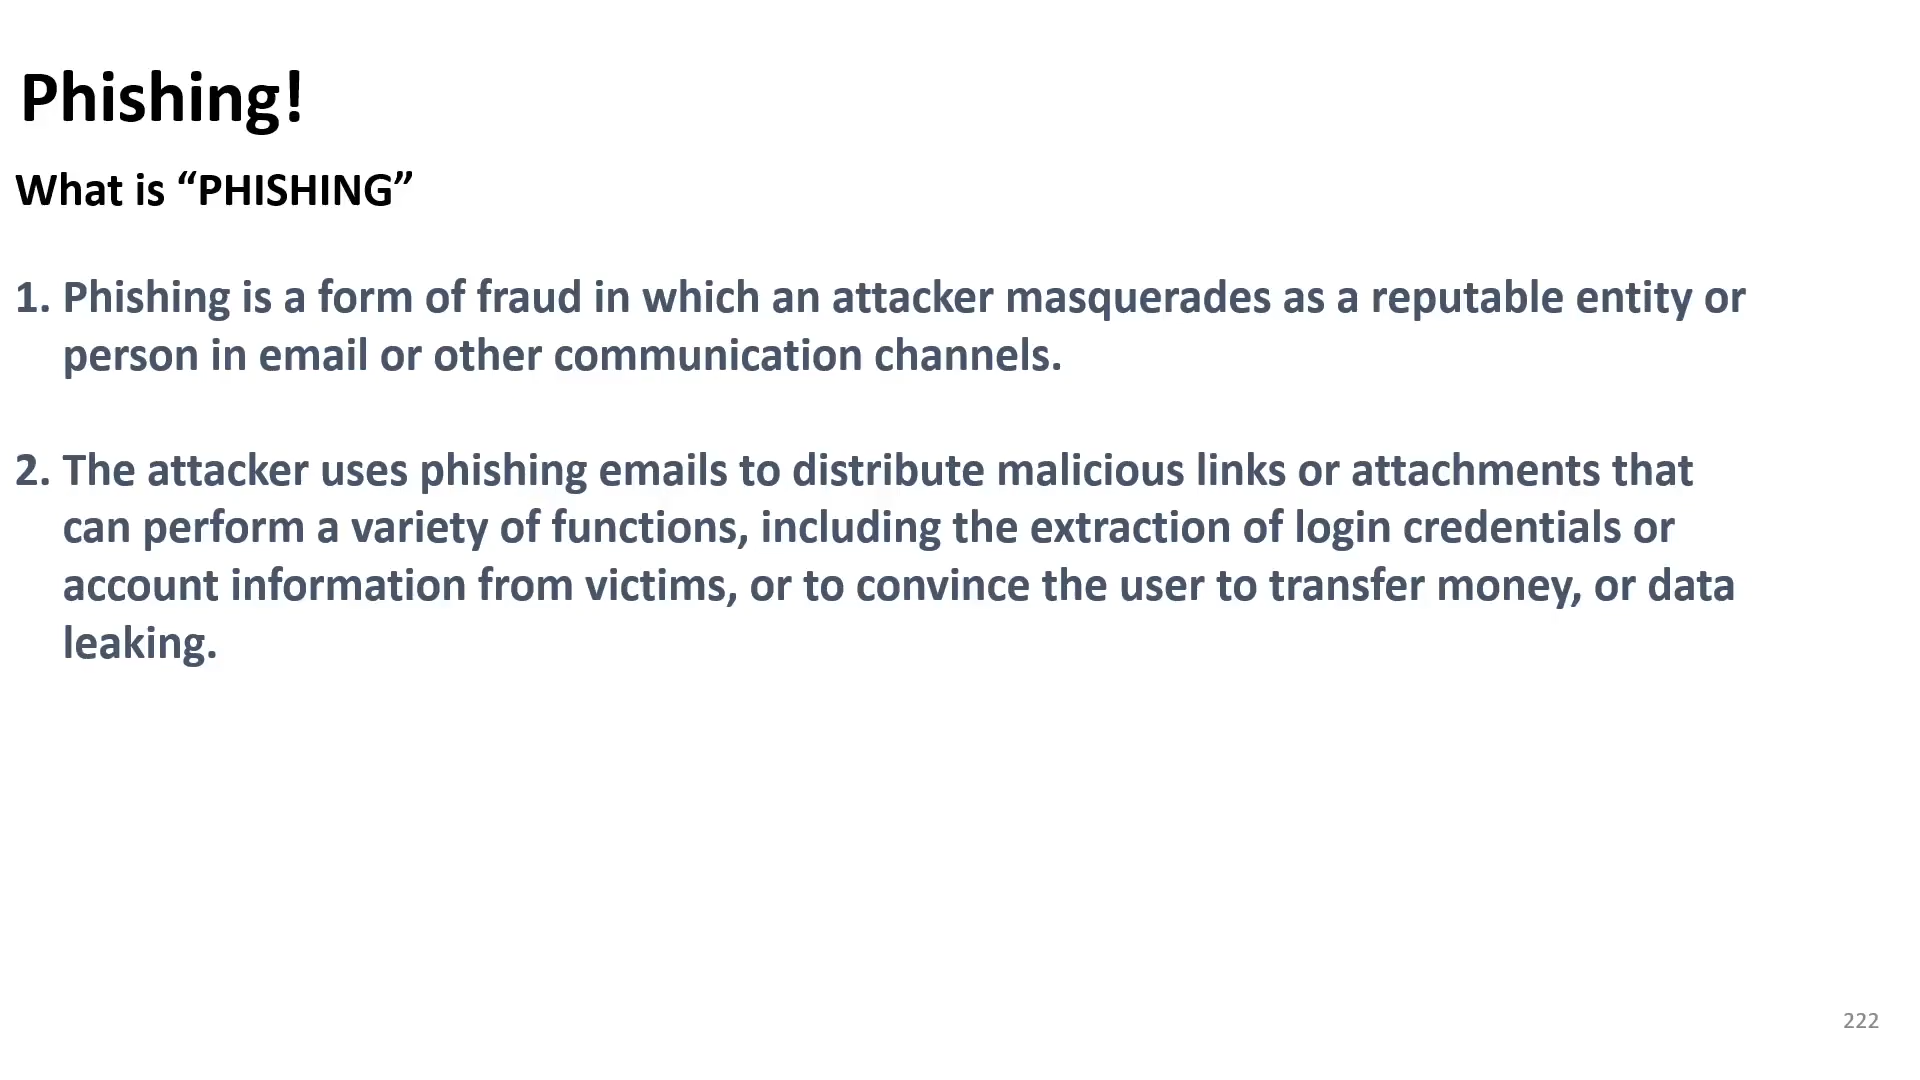 Phishing!
What is “PHISHING”
1. Phishing is a form of fraud in which an attacker masquerades as a reputable entity or
person in email or other communication channels.
2. The attacker uses phishing emails to distribute malicious links or attachments that
can perform a variety of functions, including the extraction of login credentials or
account information from victims, or to convince the user to transfer money, or data
leaking.
222